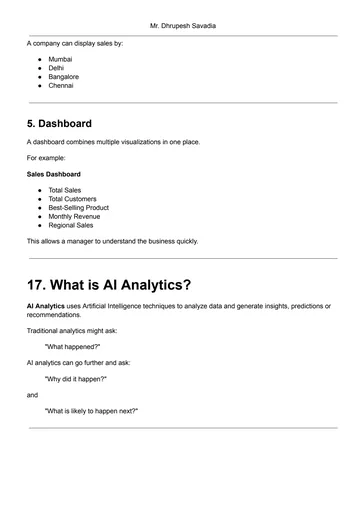 Mr. Dhrupesh Savadia
A company can display sales by:
● Mumbai
● Delhi
● Bangalore
● Chennai
5. Dashboard
A dashboard combines multiple visualizations in one place.
For example:
Sales Dashboard
● Total Sales
● Total Customers
● Best-Selling Product
● Monthly Revenue
● Regional Sales
This allows a manager to understand the business quickly.
17. What is AI Analytics?
AI Analytics uses Artificial Intelligence techniques to analyze data and generate insights, predictions or
recommendations.
Traditional analytics might ask:
"What happened?"
AI analytics can go further and ask:
"Why did it happen?"
and
"What is likely to happen next?"